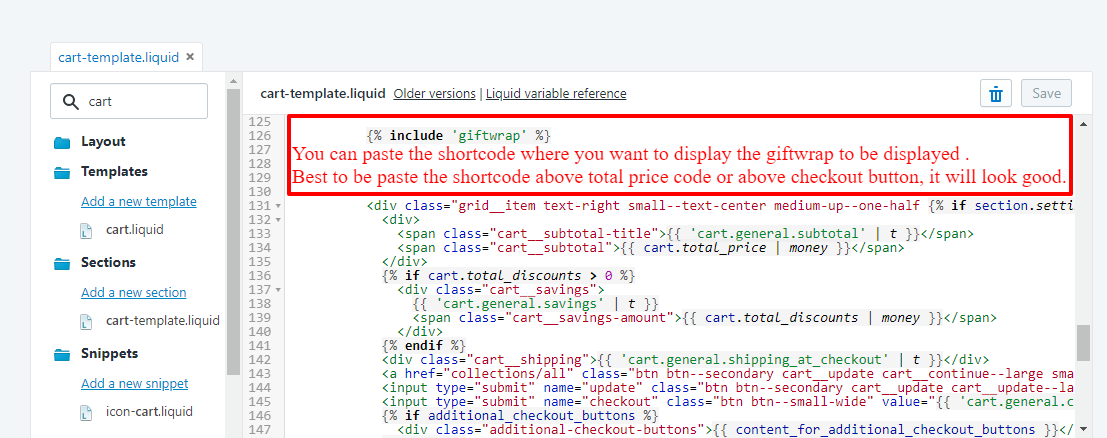 cart-template.liquid ×
cart
Layout
Templates
Add a new template
cart.liquid
Sections
Add a new section
cart-template.liquid
Snippets
Add a new snippet
icon-cart.liquid
cart-template.liquid Older versions | Liquid variable reference
Save
125
126 {% include 'giftwrap' %}
127 You can paste the shortcode where you want to display the giftwrap to be displayed .
128
129 Best to be paste the shortcode above total price code or above checkout button, it will look good.
130
131 <div class="grid__item text-right small--text-center medium-up--one-half {% if section.setti
132 <div>
133 <span class="cart__subtotal-title">{{ 'cart.general.subtotal' | t }}</span>
134 <span class="cart__subtotal">{{ cart.total_price | money }}</span>
135 </div>
136 {% if cart.total_discounts > 0 %}
137 <div class="cart__savings">
138 {{ 'cart.general.savings' | t }}
139 <span class="cart__savings-amount">{{ cart.total_discounts | money }}</span>
140 </div>
141 {% endif %}
142 <div class="cart__shipping">{{ 'cart.general.shipping_at_checkout' | t }}</div>
143 <a href="collections/all" class="btn btn--secondary cart__update cart__continue--large sma
144 <input type="submit" name="update" class="btn btn--secondary cart__update cart__update--la
145 <input type="submit" name="checkout" class="btn btn--small-wide" value="{{ 'cart.general.c
146 {% if additional_checkout_buttons %}
147 <div class="additional-checkout-buttons">{{ content_for_additional_checkout_buttons }}</